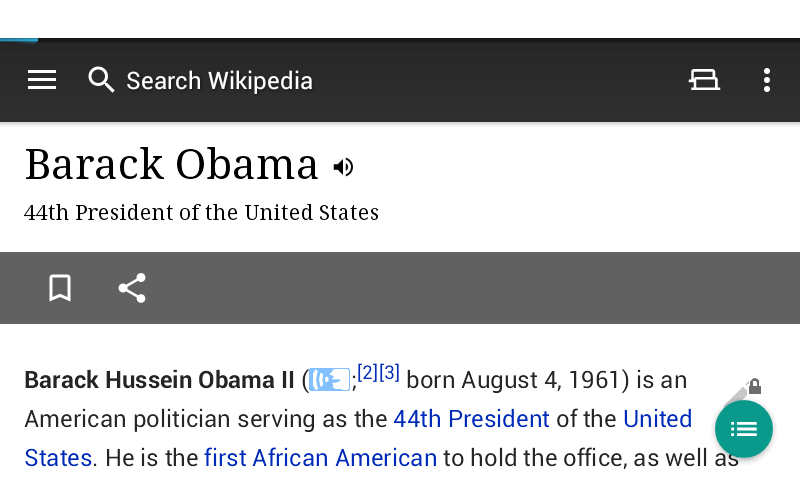 Search Wikipedia
Barack Obama
44th President of the United States
Barack Hussein Obama II (;[2][3] born August 4, 1961) is an
American politician serving as the 44th President of the United
States. He is the first African American to hold the office, as well as